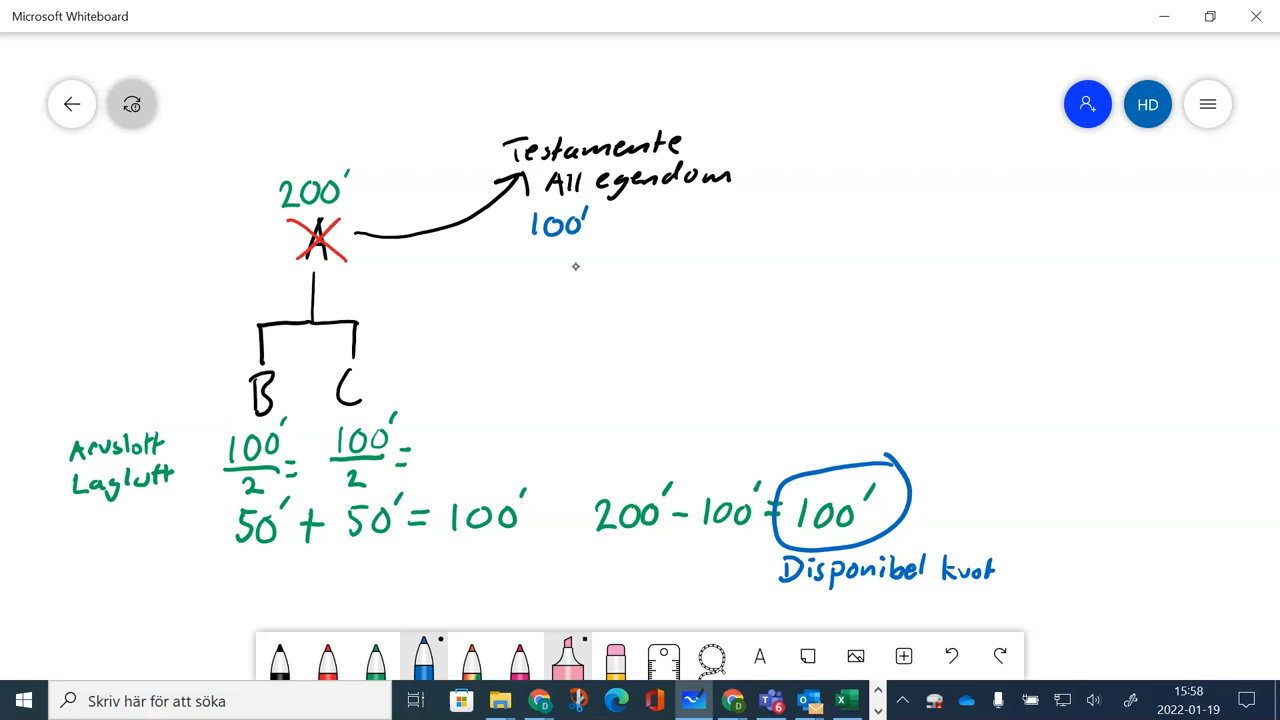 Microsoft Whiteboard
HD
Testamente
All egendom
100'
200'
A
B C
Arvslott
Laglott
100'/2 =
100'/2 =
50' + 50' = 100'
200' - 100' = 100'
Disponibel kvot
A
Skriv här för att söka
6
15:58
2022-01-19